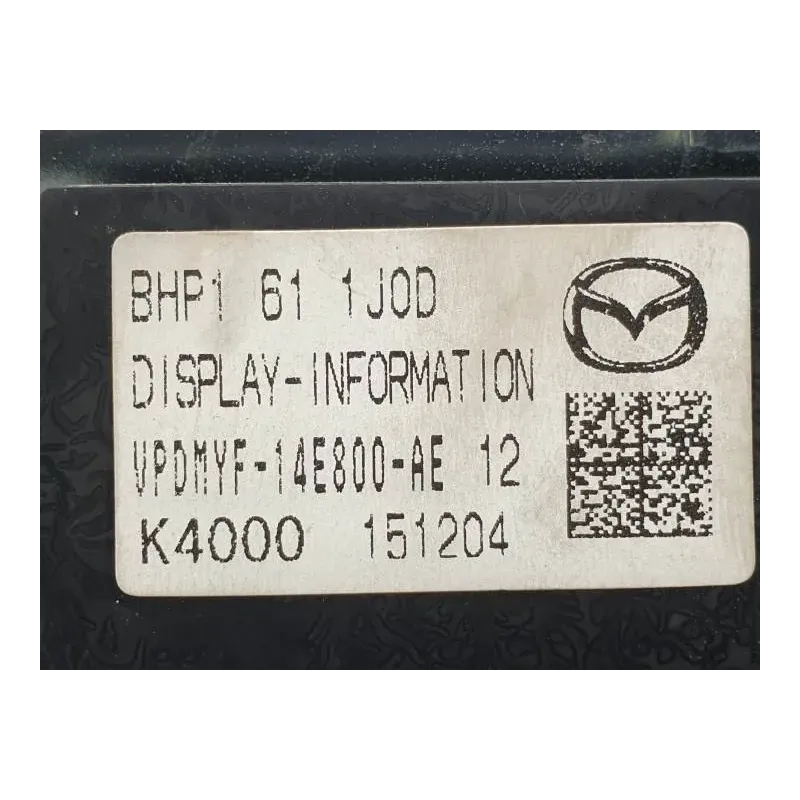 BHP1 61 1J0D
DISPLAY-INFORMATION
VPDMYF-14E800-AE 12
K4000 151204